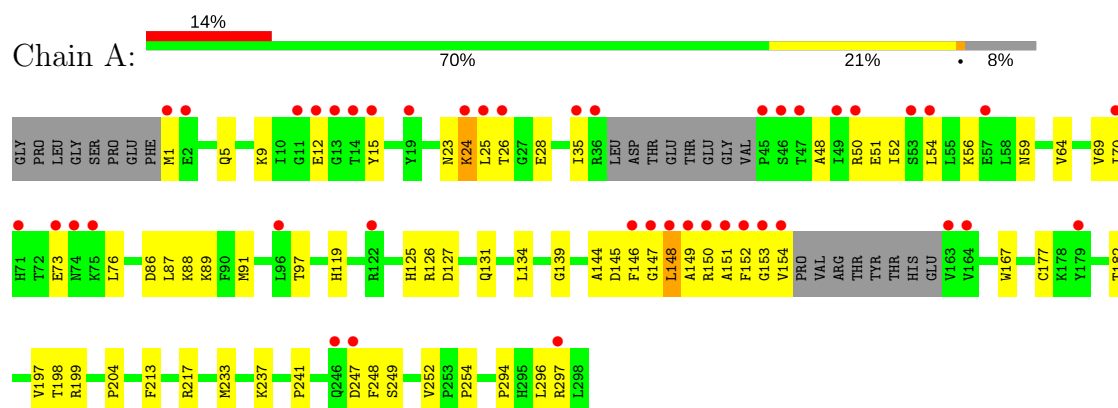 14%
Chain A:
70% 21% • 8%
GLY PRO LEU GLY SER PRO GLU PHE M1 E2 Q5 K9 I10 G11 E12 G13 T14 Y15 Y19 N23 K24 L25 T26 G27 E28 I35 R36 LEU ASP THR GLU THR GLU GLY VAL P45 S46 T47 A48 I49 R50 E51 I52 S53 L54 L55 K56 E57 L58 N59 V64 V69 I70
H71 T72 E73 N74 K75 L76 D86 L87 K88 K89 F90 M91 L96 T97 H119 R122 H125 R126 D127 Q131 L134 G139 A144 D145 F146 G147 L148 A149 R150 A151 F152 G153 V154 PRO VAL ARG THR TYR THR HIS GLU V163 V164 W167 C177 K178 Y179 T182
V197 T198 R199 P204 F213 R217 M233 K237 P241 Q246 D247 F248 S249 V252 P253 P254 P294 H295 L296 R297 L298